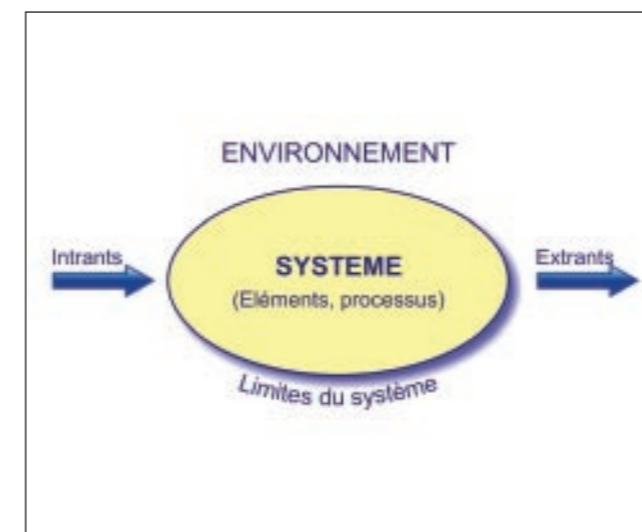 ENVIRONNEMENT
Intrants
SYSTEME
(Eléments, processus)
Extrants
Limites du système